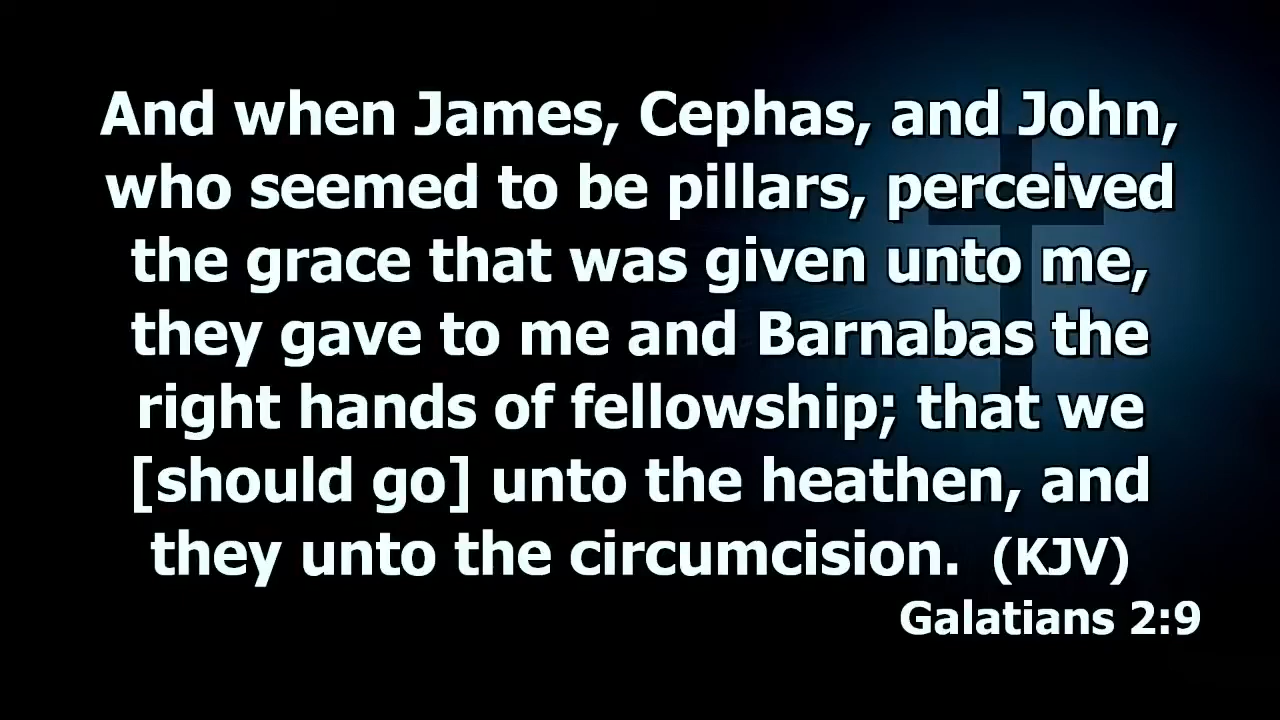 And when James, Cephas, and John,
who seemed to be pillars, perceived
the grace that was given unto me,
they gave to me and Barnabas the
right hands of fellowship; that we
[should go] unto the heathen, and
they unto the circumcision. (KJV)
Galatians 2:9